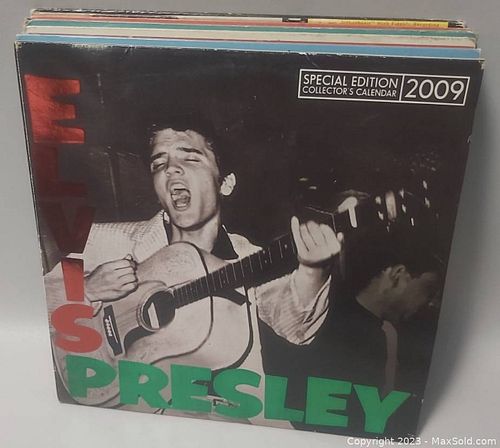 SPECIAL EDITION
COLLECTOR'S CALENDAR
2009
ELVIS
PRESLEY
Copyright © 2023 - MaxSold.com